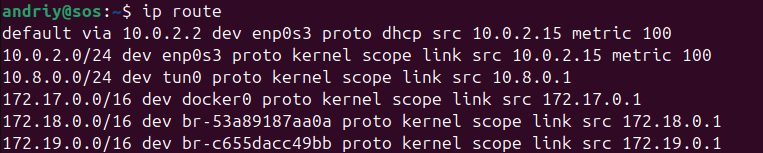 andriy@sos:~$ ip route
default via 10.0.2.2 dev enp0s3 proto dhcp src 10.0.2.15 metric 100
10.0.2.0/24 dev enp0s3 proto kernel scope link src 10.0.2.15 metric 100
10.8.0.0/24 dev tun0 proto kernel scope link src 10.8.0.1
172.17.0.0/16 dev docker0 proto kernel scope link src 172.17.0.1
172.18.0.0/16 dev br-53a89187aa0a proto kernel scope link src 172.18.0.1
172.19.0.0/16 dev br-c655dacc49bb proto kernel scope link src 172.19.0.1